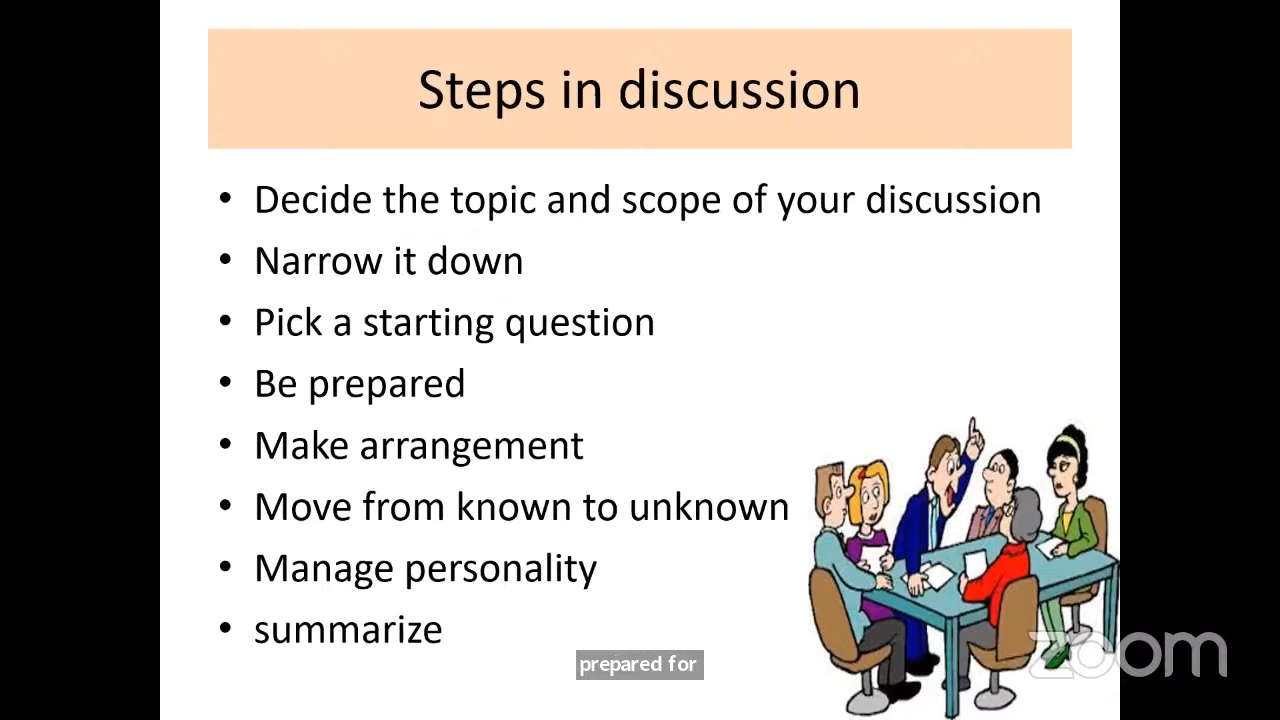 Steps in discussion
• Decide the topic and scope of your discussion
• Narrow it down
• Pick a starting question
• Be prepared
• Make arrangement
• Move from known to unknown
• Manage personality
• summarize
prepared for
zoom